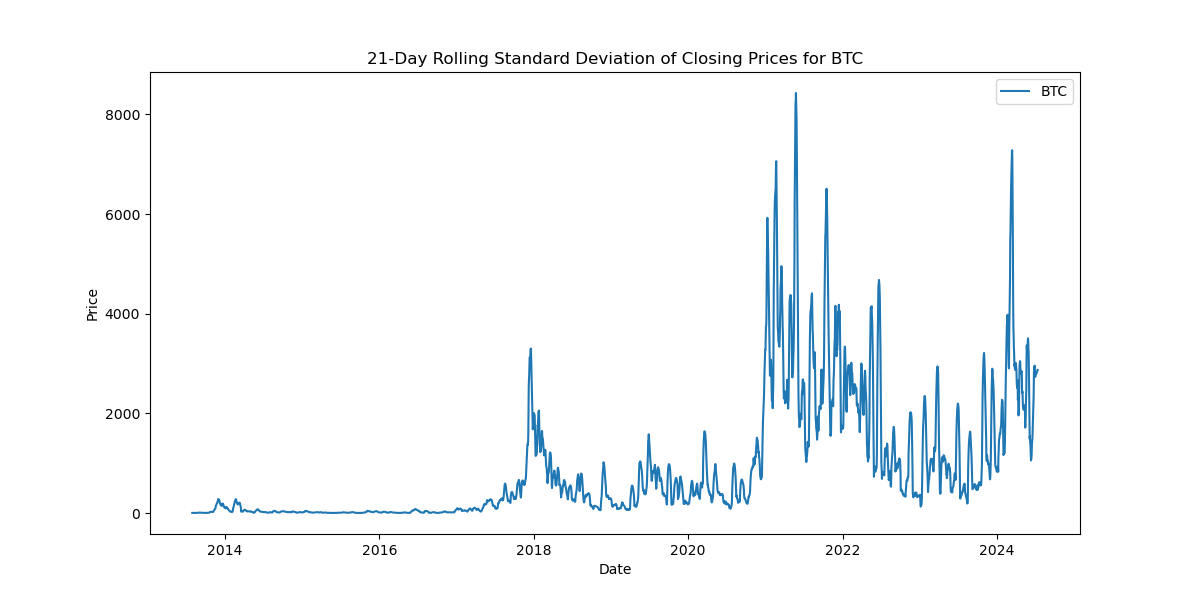 21-Day Rolling Standard Deviation of Closing Prices for BTC
BTC
8000
6000
4000
2000
0
Price
2014 2016 2018 2020 2022 2024
Date